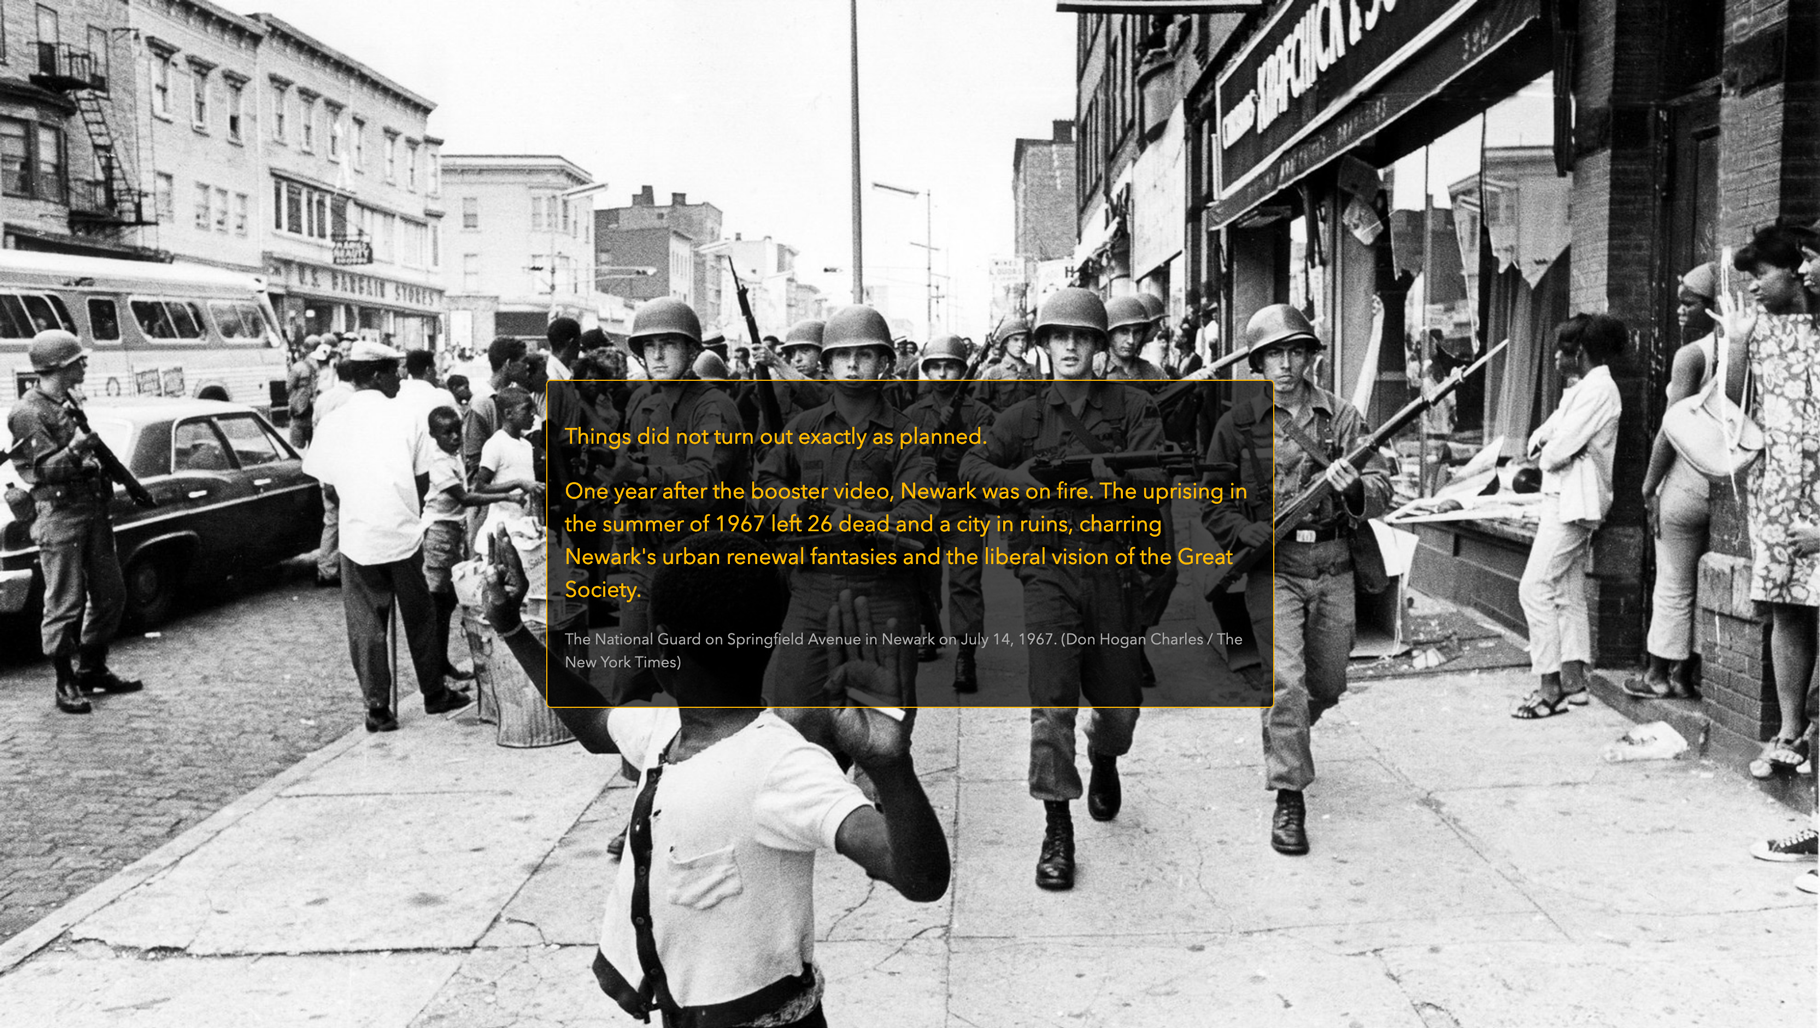 KRAFCHICK &
390
U.S. BARGAIN STORES
Things did not turn out exactly as planned.
One year after the booster video, Newark was on fire. The uprising in
the summer of 1967 left 26 dead and a city in ruins, charring
Newark's urban renewal fantasies and the liberal vision of the Great
Society.
The National Guard on Springfield Avenue in Newark on July 14, 1967. (Don Hogan Charles / The
New York Times)